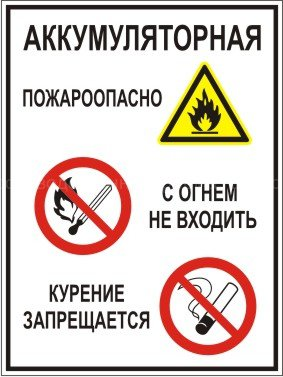 АККУМУЛЯТОРНАЯ
ПОЖАРООПАСНО
С ОГНЕМ
НЕ ВХОДИТЬ
КУРЕНИЕ
ЗАПРЕЩАЕТСЯ